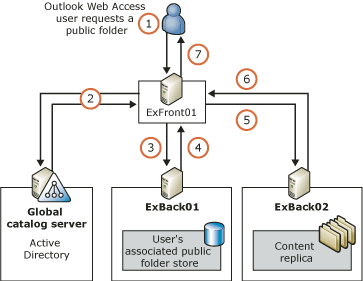 Outlook Web Access
user requests a
public folder
1
7
ExFront01
2
6
5
3
4
Global
catalog server
Active
Directory
ExBack01
User's
associated public
folder store
ExBack02
Content
replica